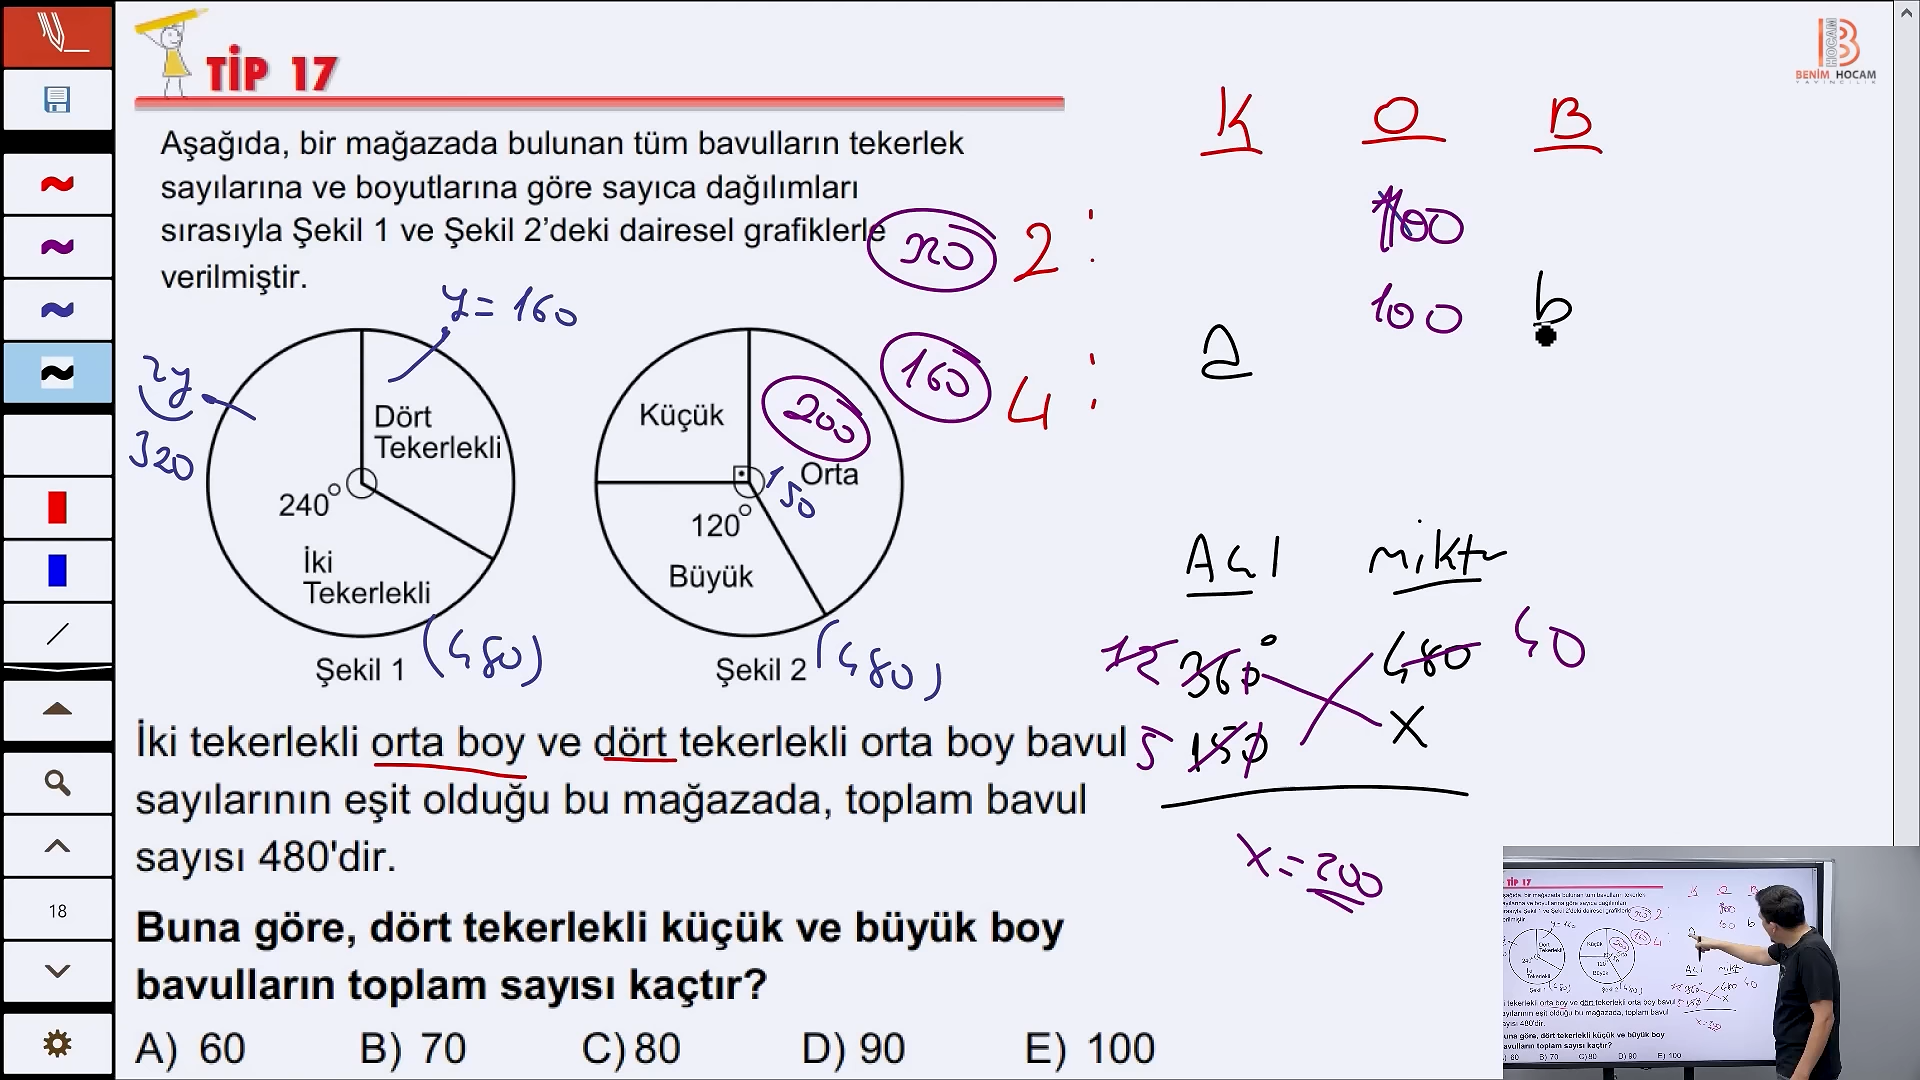 TİP 17
B HOCAM
BENİM HOCAM
YAYINCILIK
Aşağıda, bir mağazada bulunan tüm bavulların tekerlek
sayılarına ve boyutlarına göre sayıca dağılımları
sırasıyla Şekil 1 ve Şekil 2’deki dairesel grafiklerle
verilmiştir.
K O B
320 2 : 100
160 4 : a 100 b
y = 160
2y
320
Dört
Tekerlekli
240°
İki
Tekerlekli
Şekil 1 (480)
Küçük
200
Orta
150
120°
Büyük
Şekil 2 (480)
Açı miktar
12 360° 480 40
5 150 x
x = 200
İki tekerlekli orta boy ve dört tekerlekli orta boy bavul
sayılarının eşit olduğu bu mağazada, toplam bavul
sayısı 480'dir.
Buna göre, dört tekerlekli küçük ve büyük boy
bavulların toplam sayısı kaçtır?
A) 60 B) 70 C) 80 D) 90 E) 100
18